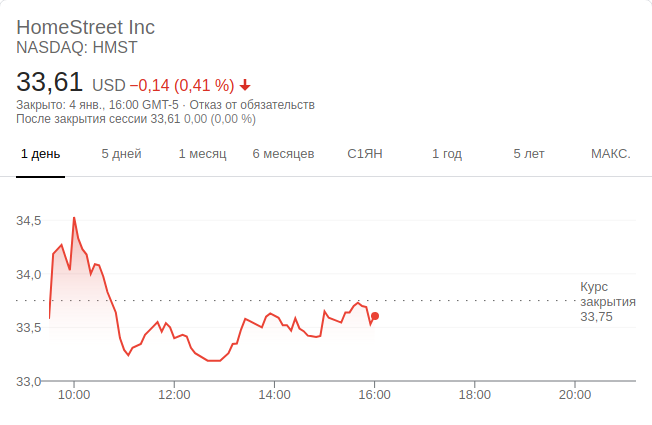 HomeStreet Inc
NASDAQ: HMST
33,61 USD −0,14 (0,41 %)
Закрыто: 4 янв., 16:00 GMT-5 · Отказ от обязательств
После закрытия сессии 33,61 0,00 (0,00 %)
1 день 5 дней 1 месяц 6 месяцев С1ЯН 1 год 5 лет МАКС.
34,5
34,0
Курс
закрытия
33,75
33,5
33,0
10:00 12:00 14:00 16:00 18:00 20:00